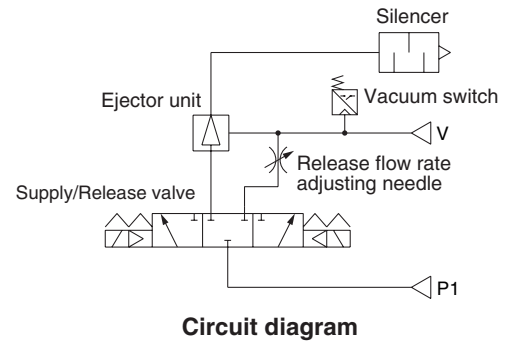 Silencer
Ejector unit
Vacuum switch
V
Release flow rate
adjusting needle
Supply/Release valve
P1
Circuit diagram